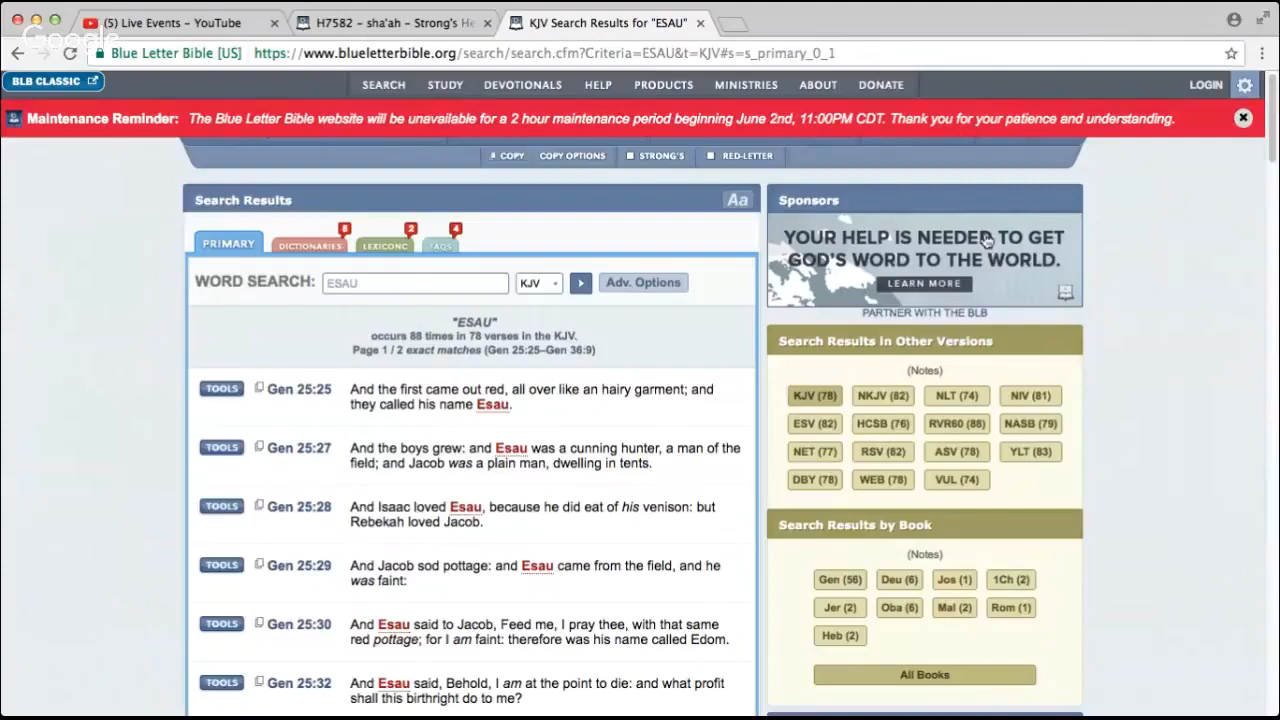 (5) Live Events - YouTube
H7582 - sha'ah - Strong's He
KJV Search Results for "ESAU"
Google
Blue Letter Bible [US]
https://www.blueletterbible.org/search/search.cfm?Criteria=ESAU&t=KJV#s=s_primary_0_1
BLB CLASSIC
SEARCH STUDY DEVOTIONALS HELP PRODUCTS MINISTRIES ABOUT DONATE
LOGIN
Maintenance Reminder: The Blue Letter Bible website will be unavailable for a 2 hour maintenance period beginning June 2nd, 11:00PM CDT. Thank you for your patience and understanding.
COPY COPY OPTIONS STRONG'S RED-LETTER
Search Results
Aa
PRIMARY
DICTIONARIES 8
LEXICONC 2
FAQS 4
WORD SEARCH: ESAU KJV Adv. Options
"ESAU"
occurs 88 times in 78 verses in the KJV.
Page 1 / 2 exact matches (Gen 25:25–Gen 36:9)
TOOLS Gen 25:25 And the first came out red, all over like an hairy garment; and
they called his name Esau.
TOOLS Gen 25:27 And the boys grew: and Esau was a cunning hunter, a man of the
field; and Jacob was a plain man, dwelling in tents.
TOOLS Gen 25:28 And Isaac loved Esau, because he did eat of his venison: but
Rebekah loved Jacob.
TOOLS Gen 25:29 And Jacob sod pottage: and Esau came from the field, and he
was faint:
TOOLS Gen 25:30 And Esau said to Jacob, Feed me, I pray thee, with that same
red pottage; for I am faint: therefore was his name called Edom.
TOOLS Gen 25:32 And Esau said, Behold, I am at the point to die: and what profit
shall this birthright do to me?
Sponsors
YOUR HELP IS NEEDED TO GET
GOD'S WORD TO THE WORLD.
LEARN MORE
PARTNER WITH THE BLB
Search Results in Other Versions
(Notes)
KJV (78) NKJV (82) NLT (74) NIV (81)
ESV (82) HCSB (76) RVR60 (88) NASB (79)
NET (77) RSV (82) ASV (78) YLT (83)
DBY (78) WEB (78) VUL (74)
Search Results by Book
(Notes)
Gen (56) Deu (6) Jos (1) 1Ch (2)
Jer (2) Oba (6) Mal (2) Rom (1)
Heb (2)
All Books